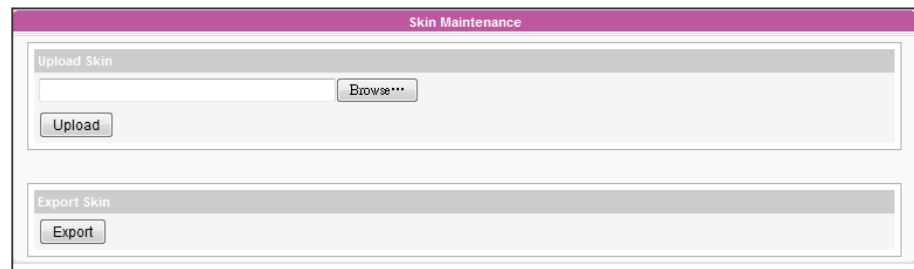 Skin Maintenance
Upload Skin
Browse···
Upload
Export Skin
Export